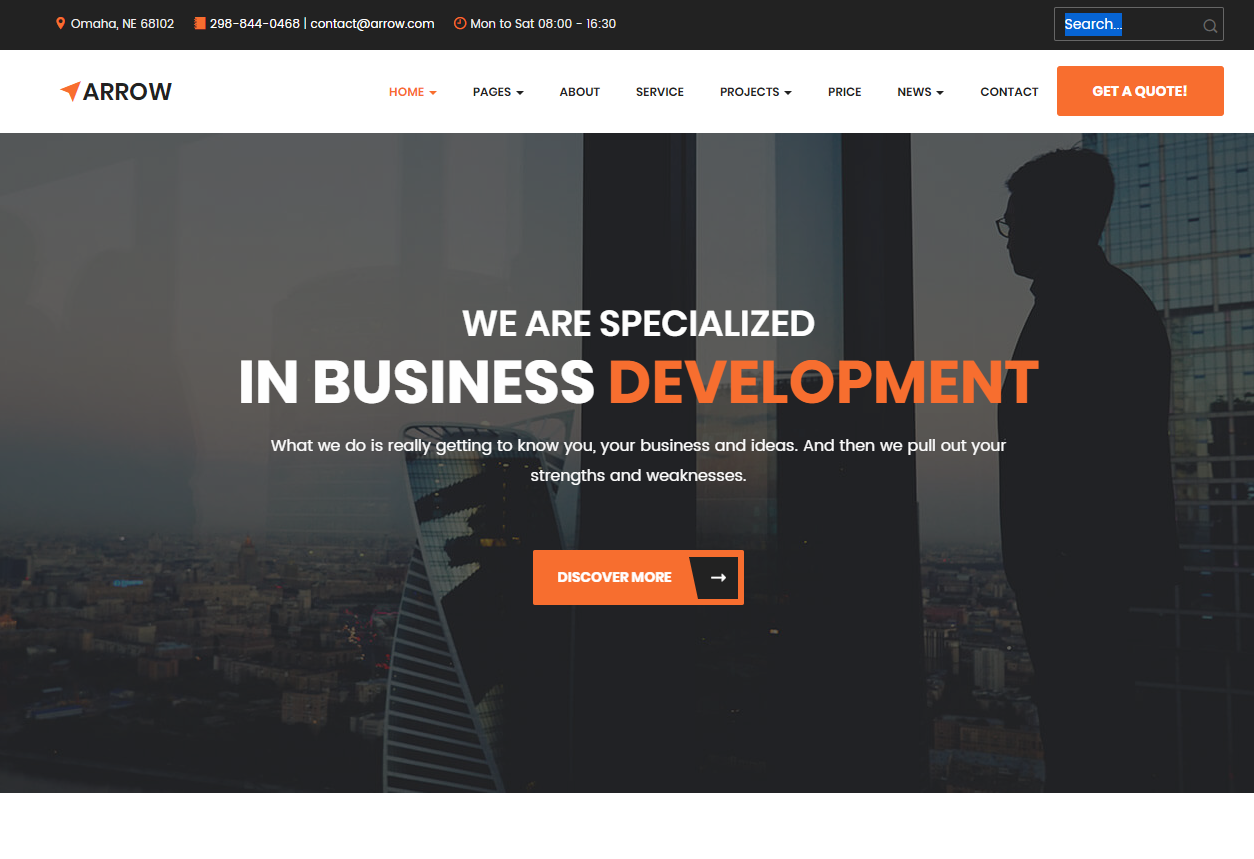 Omaha, NE 68102 298-844-0468 | contact@arrow.com Mon to Sat 08:00 - 16:30 Search...
ARROW HOME PAGES ABOUT SERVICE PROJECTS PRICE NEWS CONTACT GET A QUOTE!
WE ARE SPECIALIZED
IN BUSINESS DEVELOPMENT
What we do is really getting to know you, your business and ideas. And then we pull out your
strengths and weaknesses.
DISCOVER MORE